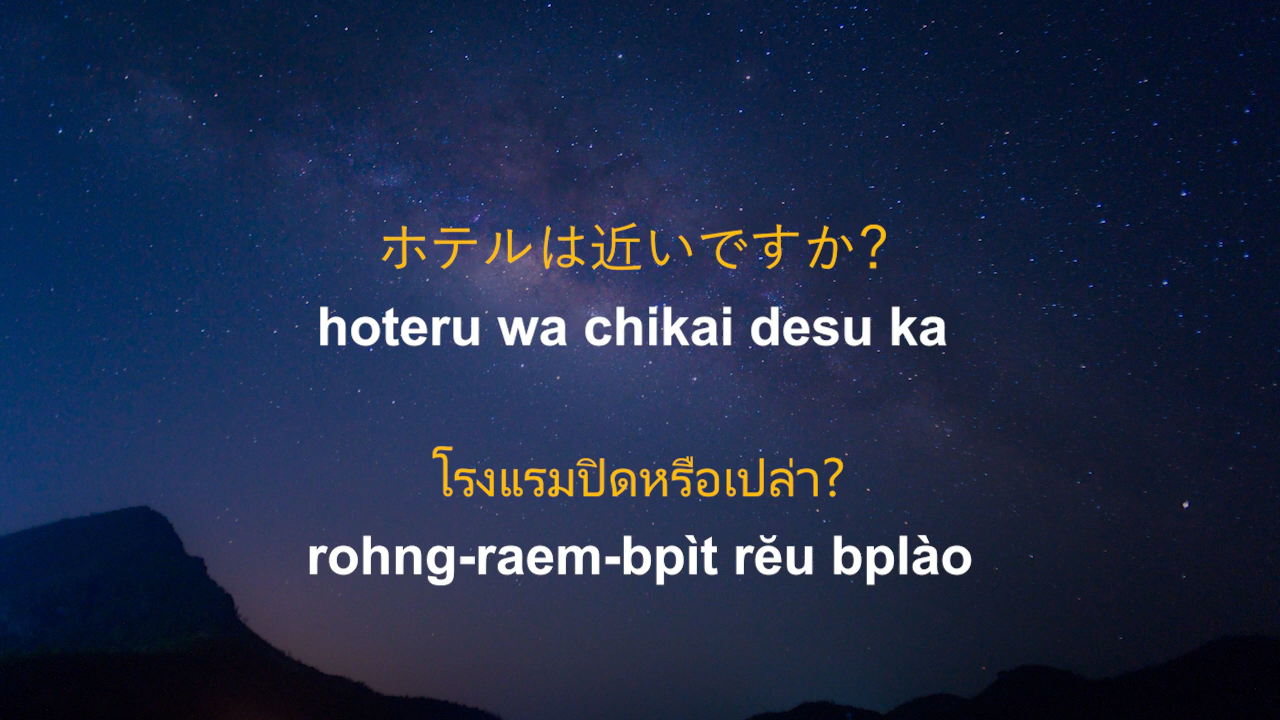 ホテルは近いですか?
hoteru wa chikai desu ka
โรงแรมปิดหรือเปล่า?
rohng-raem-bpìt rĕu bplào